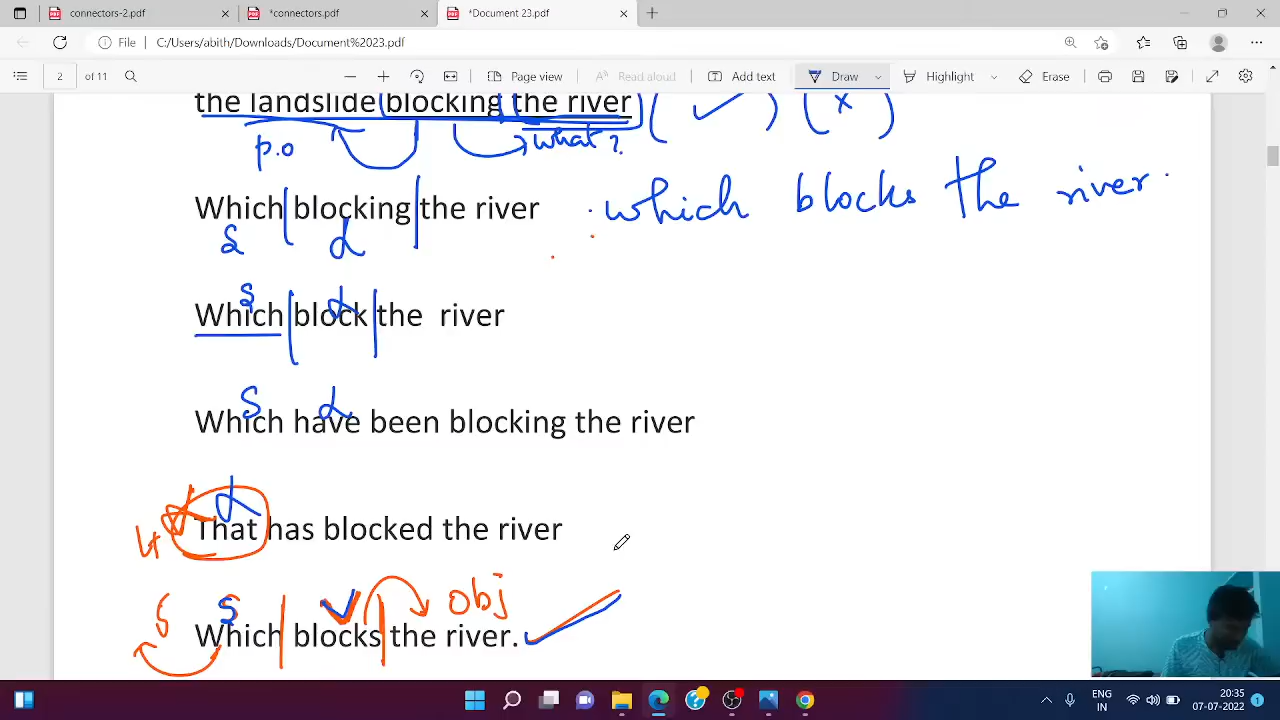 connectors-2.pdf
*connectors.pdf
*Document 23.pdf
File C:/Users/abith/Downloads/Document%2023.pdf
2 of 11
Page view
Read aloud
Add text
Draw
Highlight
Erase
the landslide blocking the river
p.o
what?
Which blocking the river
which blocks the river.
S
S
Which block the river
S
Which have been blocking the river
That has blocked the river
4
S S
obj
Which blocks the river.
ENG
IN
20:35
07-07-2022
1